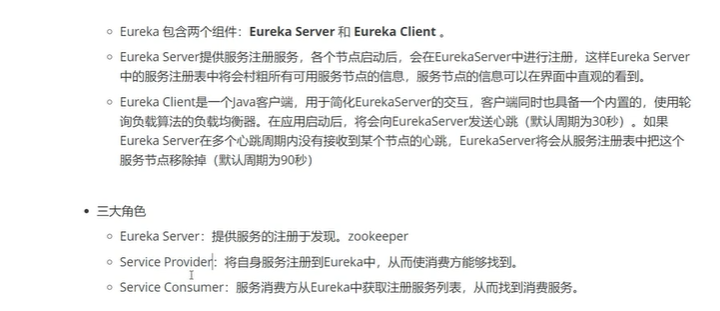 Eureka 包含两个组件：Eureka Server 和 Eureka Client 。
Eureka Server提供服务注册服务，各个节点启动后，会在EurekaServer中进行注册，这样Eureka Server
中的服务注册表中将会村粗所有可用服务节点的信息，服务节点的信息可以在界面中直观的看到。
Eureka Client是一个Java客户端，用于简化EurekaServer的交互，客户端同时也具备一个内置的，使用轮
询负载算法的负载均衡器。在应用启动后，将会向EurekaServer发送心跳（默认周期为30秒）。如果
Eureka Server在多个心跳周期内没有接收到某个节点的心跳，EurekaServer将会从服务注册表中把这个
服务节点移除掉（默认周期为90秒）
三大角色
Eureka Server：提供服务的注册于发现。zookeeper
Service Provider：将自身服务注册到Eureka中，从而使消费方能够找到。
Service Consumer：服务消费方从Eureka中获取注册服务列表，从而找到消费服务。